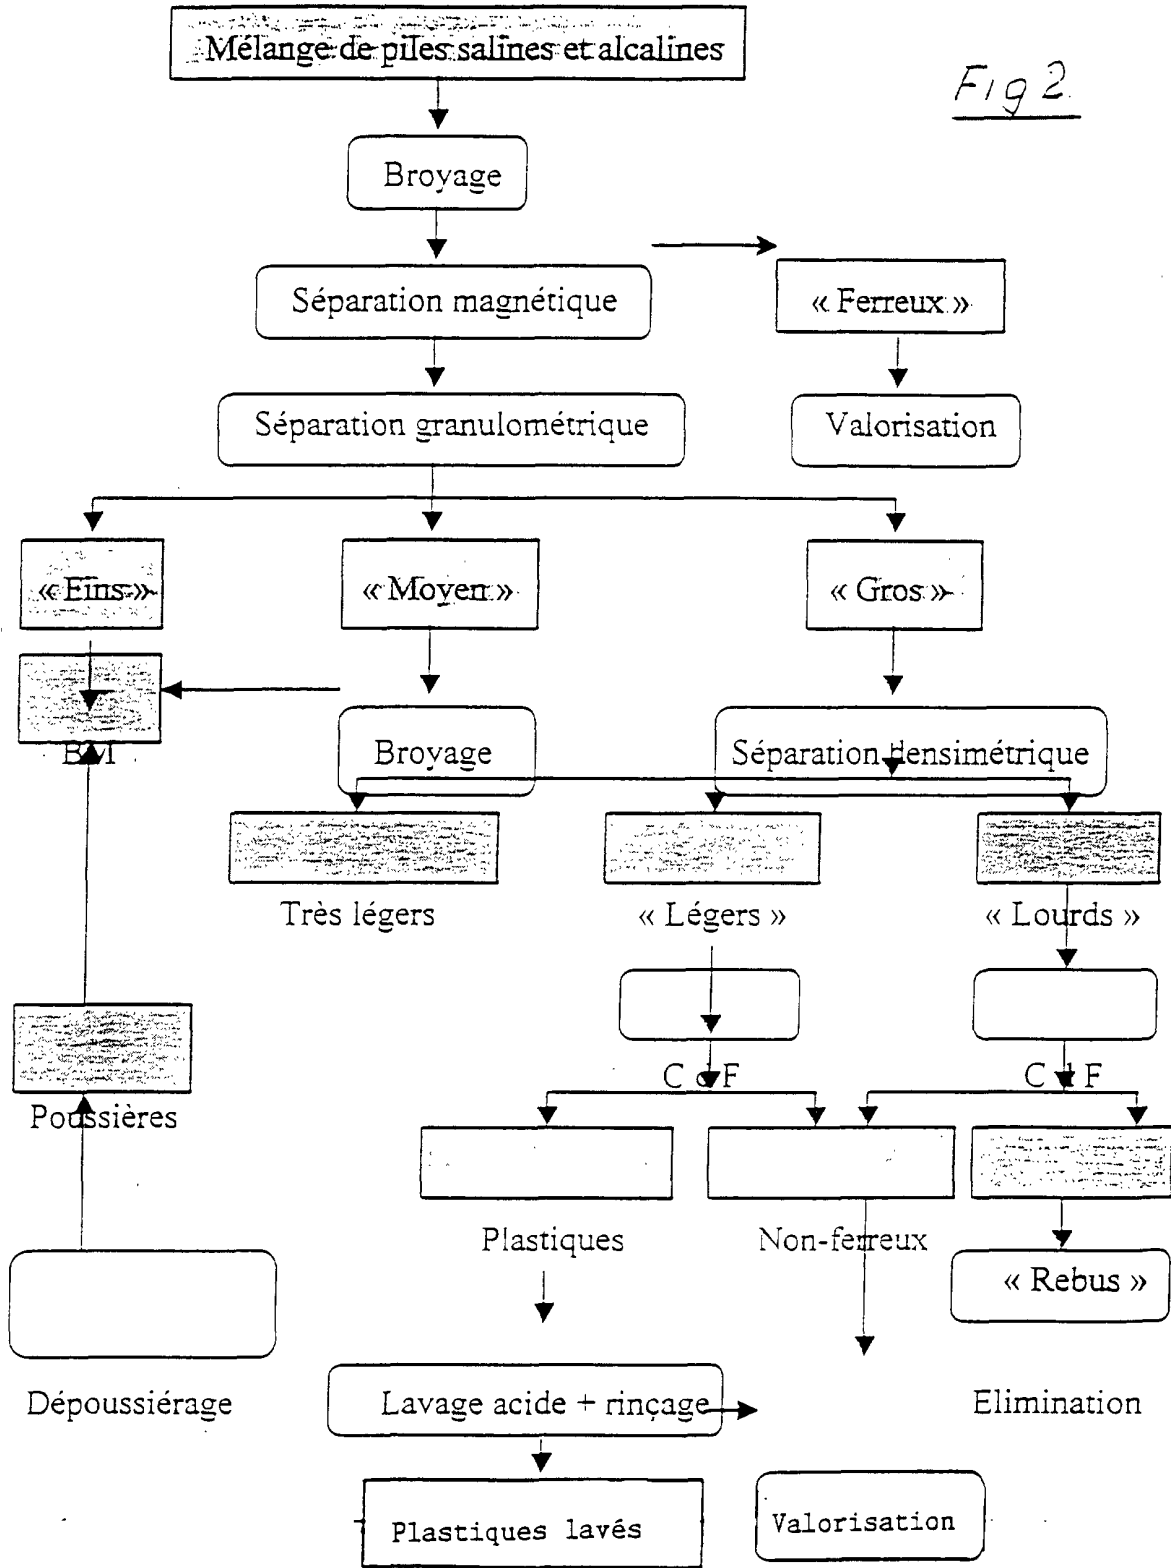 Mélange de piles salines et alcalines
Fig 2.
Broyage
Séparation magnétique
« Ferreux »
Séparation granulométrique
Valorisation
« Fins »
« Moyen »
« Gros »
BM
Broyage
Séparation densimétrique
Très légers
« Légers »
« Lourds »
C d F
C d F
Poussières
Plastiques
Non-ferreux
« Rebus »
Dépoussiérage
Lavage acide + rinçage
Elimination
Plastiques lavés
Valorisation